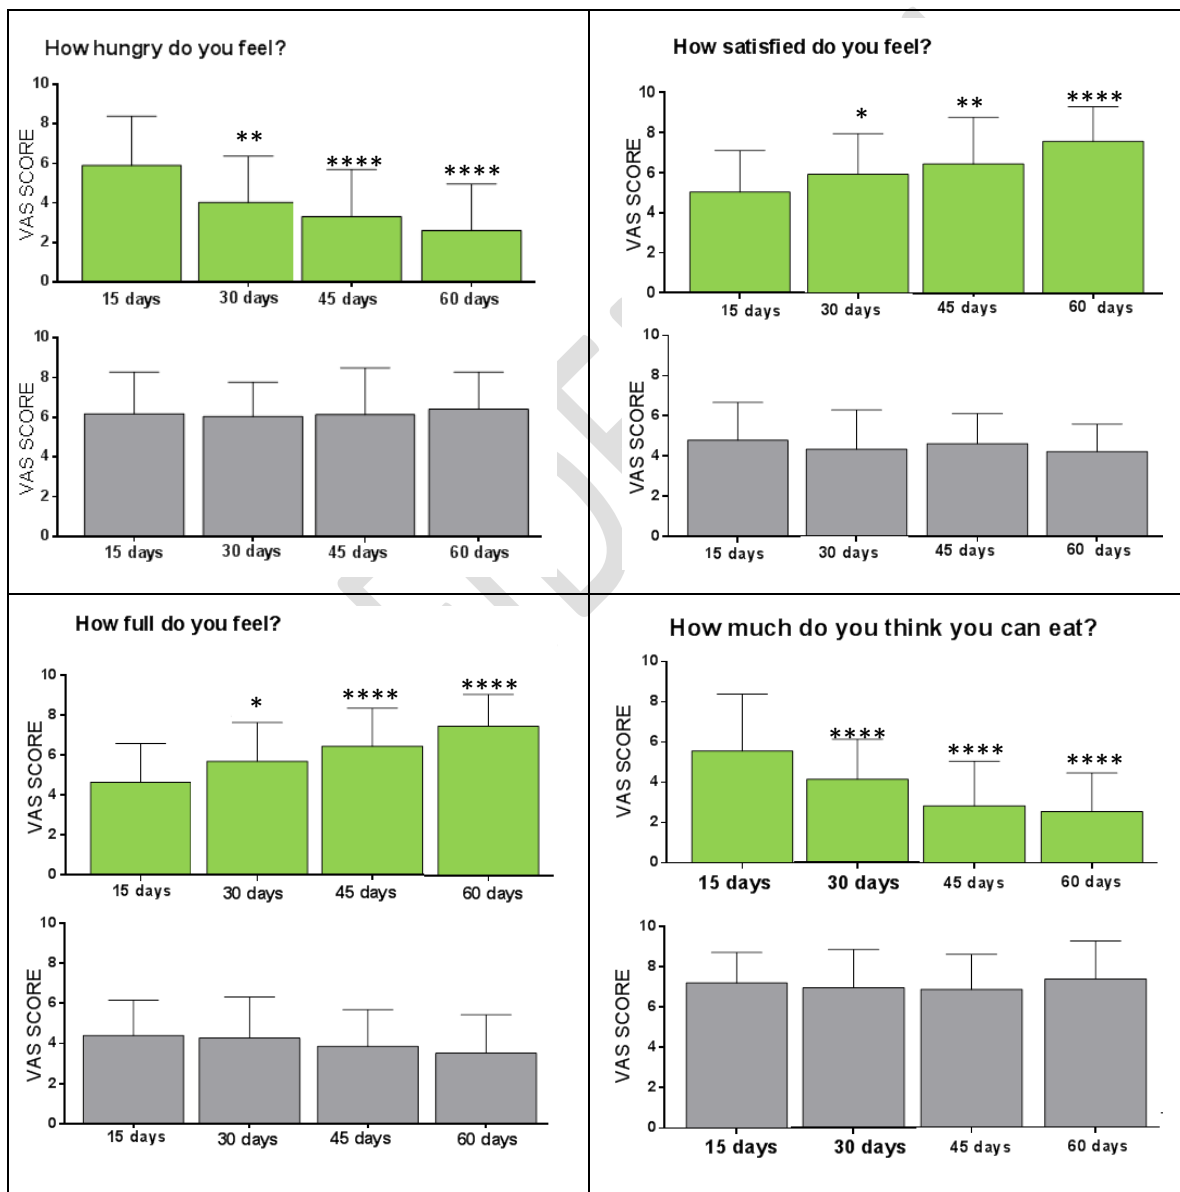 How hungry do you feel?
10
8
6
4
2
0
VAS SCORE
**
****
****
15 days
30 days
45 days
60 days
10
8
6
4
2
0
VAS SCORE
15 days
30 days
45 days
60 days
How satisfied do you feel?
10
8
6
4
2
0
VAS SCORE
*
**
****
15 days
30 days
45 days
60 days
10
8
6
4
2
0
VAS SCORE
15 days
30 days
45 days
60 days
How full do you feel?
10
8
6
4
2
0
VAS SCORE
*
****
****
15 days
30 days
45 days
60 days
10
8
6
4
2
0
VAS SCORE
15 days
30 days
45 days
60 days
How much do you think you can eat?
10
8
6
4
2
0
VAS SCORE
****
****
****
15 days
30 days
45 days
60 days
10
8
6
4
2
0
VAS SCORE
15 days
30 days
45 days
60 days